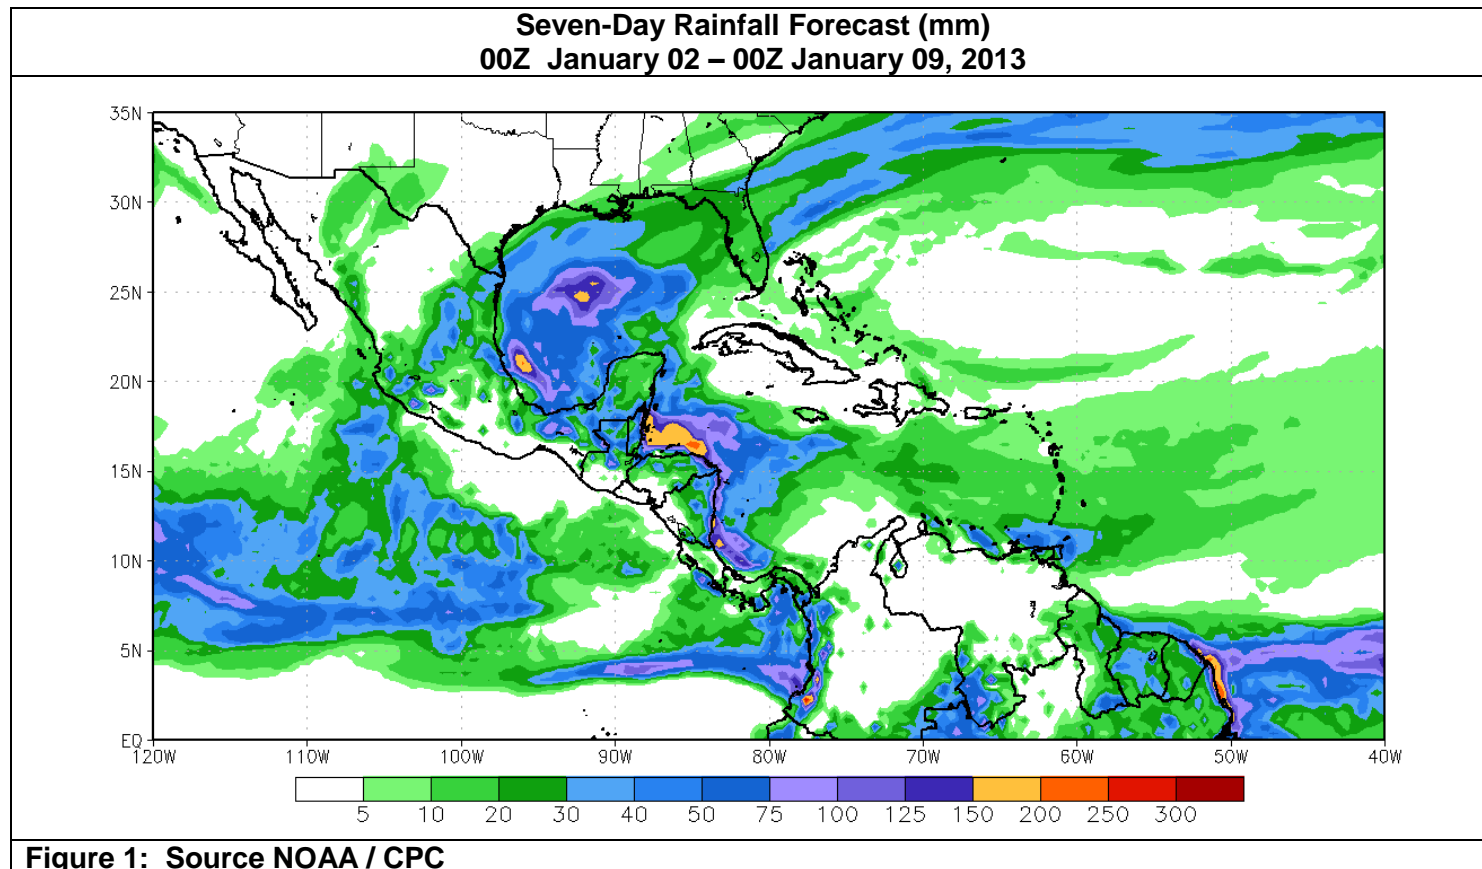 Seven-Day Rainfall Forecast (mm)
00Z  January 02 – 00Z January 09, 2013
35N
30N
25N
20N
15N
10N
5N
EQ
120W 110W 100W 90W 80W 70W 60W 50W 40W
5 10 20 30 40 50 75 100 125 150 200 250 300
Figure 1:  Source NOAA / CPC